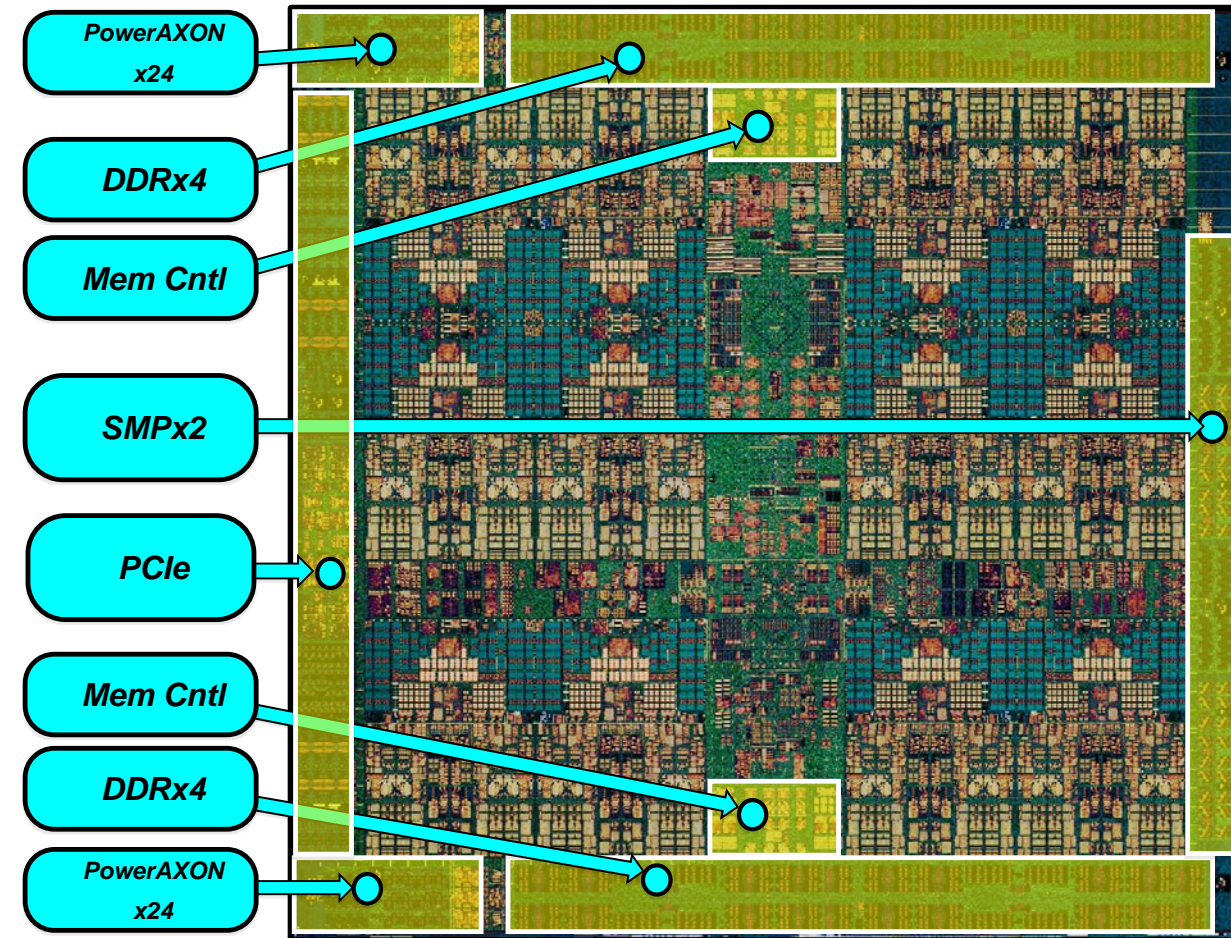 PowerAXON
x24
DDRx4
Mem Cntl
SMPx2
PCIe
Mem Cntl
DDRx4
PowerAXON
x24